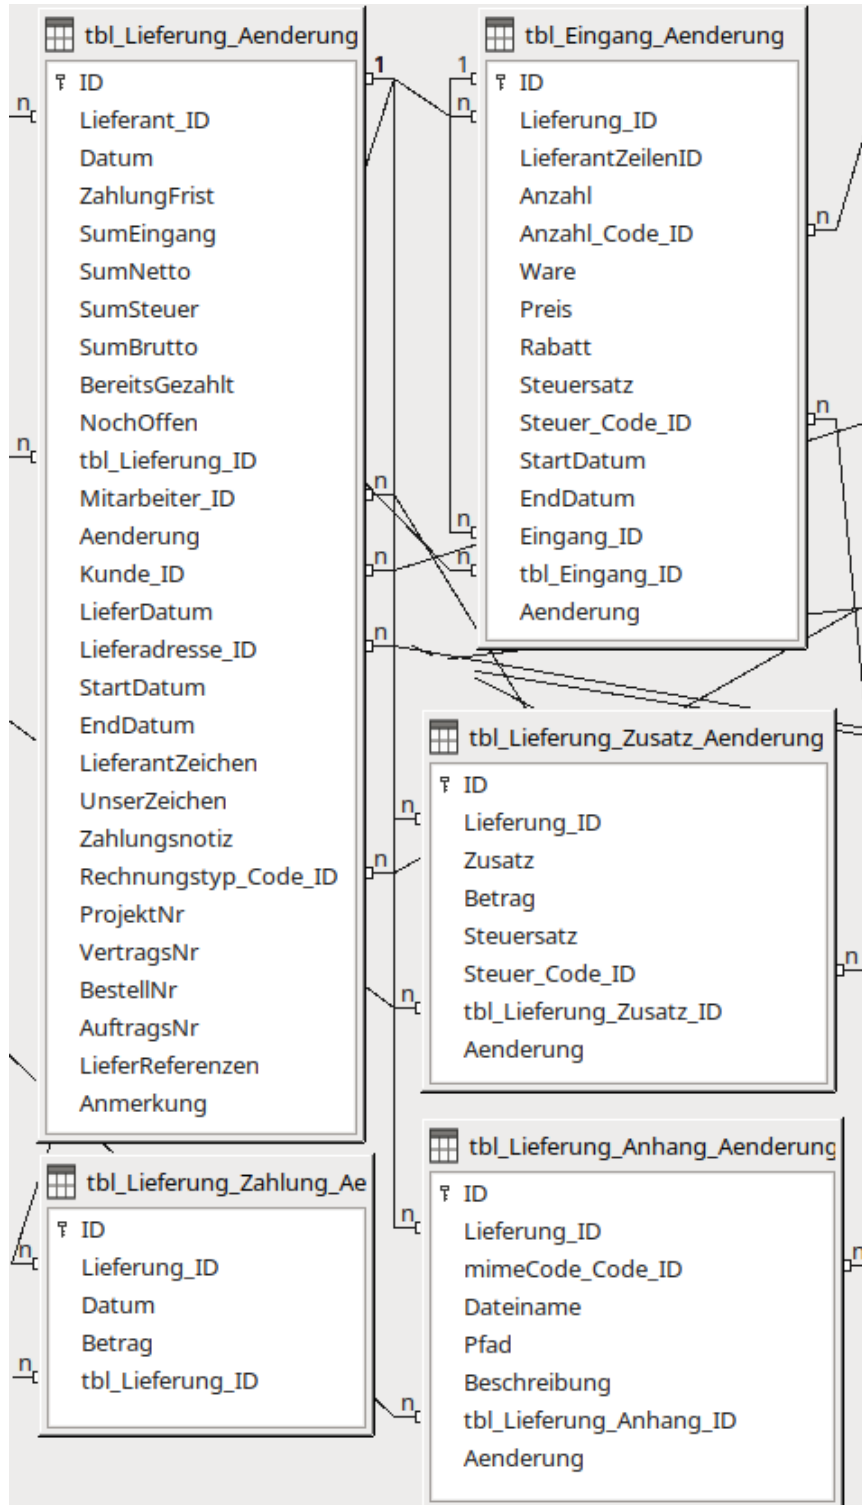 tbl_Lieferung_Aenderung
ID
Lieferant_ID
Datum
ZahlungFrist
SumEingang
SumNetto
SumSteuer
SumBrutto
BereitsGezahlt
NochOffen
tbl_Lieferung_ID
Mitarbeiter_ID
Aenderung
Kunde_ID
LieferDatum
Lieferadresse_ID
StartDatum
EndDatum
LieferantZeichen
UnserZeichen
Zahlungsnotiz
Rechnungstyp_Code_ID
ProjektNr
VertragsNr
BestellNr
AuftragsNr
LieferReferenzen
Anmerkung
n
n
1
n
n
n
n
tbl_Eingang_Aenderung
ID
Lieferung_ID
LieferantZeilenID
Anzahl
Anzahl_Code_ID
Ware
Preis
Rabatt
Steuersatz
Steuer_Code_ID
StartDatum
EndDatum
Eingang_ID
tbl_Eingang_ID
Aenderung
1
n
n
n
n
n
tbl_Lieferung_Zusatz_Aenderung
ID
Lieferung_ID
Zusatz
Betrag
Steuersatz
Steuer_Code_ID
tbl_Lieferung_Zusatz_ID
Aenderung
n
n
n
tbl_Lieferung_Zahlung_Ae
ID
Lieferung_ID
Datum
Betrag
tbl_Lieferung_ID
n
n
tbl_Lieferung_Anhang_Aenderung
ID
Lieferung_ID
mimeCode_Code_ID
Dateiname
Pfad
Beschreibung
tbl_Lieferung_Anhang_ID
Aenderung
n
n
n